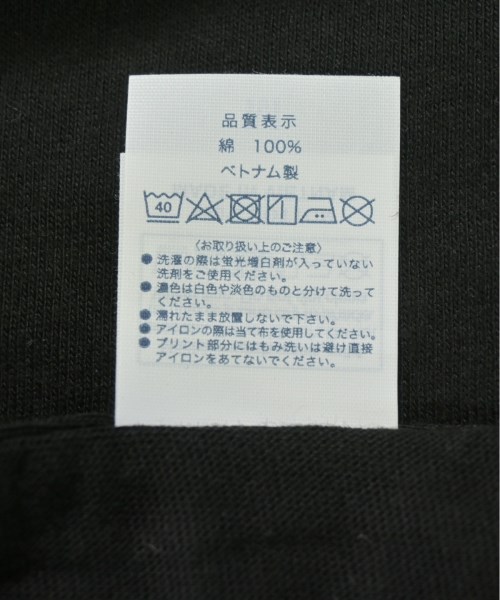 品質表示
綿 100%
ベトナム製
40
〈お取り扱い上のご注意〉
● 洗濯の際は蛍光増白剤が入っていない
洗剤をご使用ください。
● 濃色は白色や淡色のものと分けて洗って
ください。
● 濡れたまま放置しないで下さい。
● アイロンの際は当て布を使用してください。
● プリント部分にはもみ洗いは避け直接
アイロンをあてないでください。